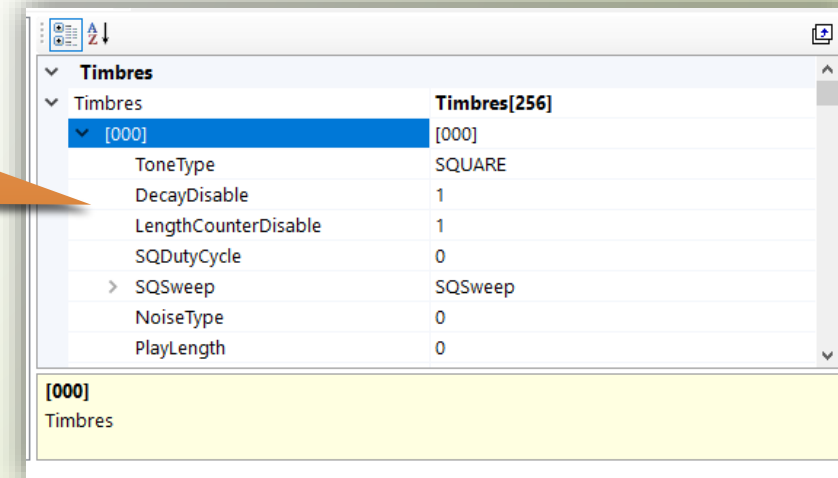 Timbres
Timbres Timbres[256]
[000] [000]
ToneType SQUARE
DecayDisable 1
LengthCounterDisable 1
SQDutyCycle 0
SQSweep SQSweep
NoiseType 0
PlayLength 0
[000]
Timbres